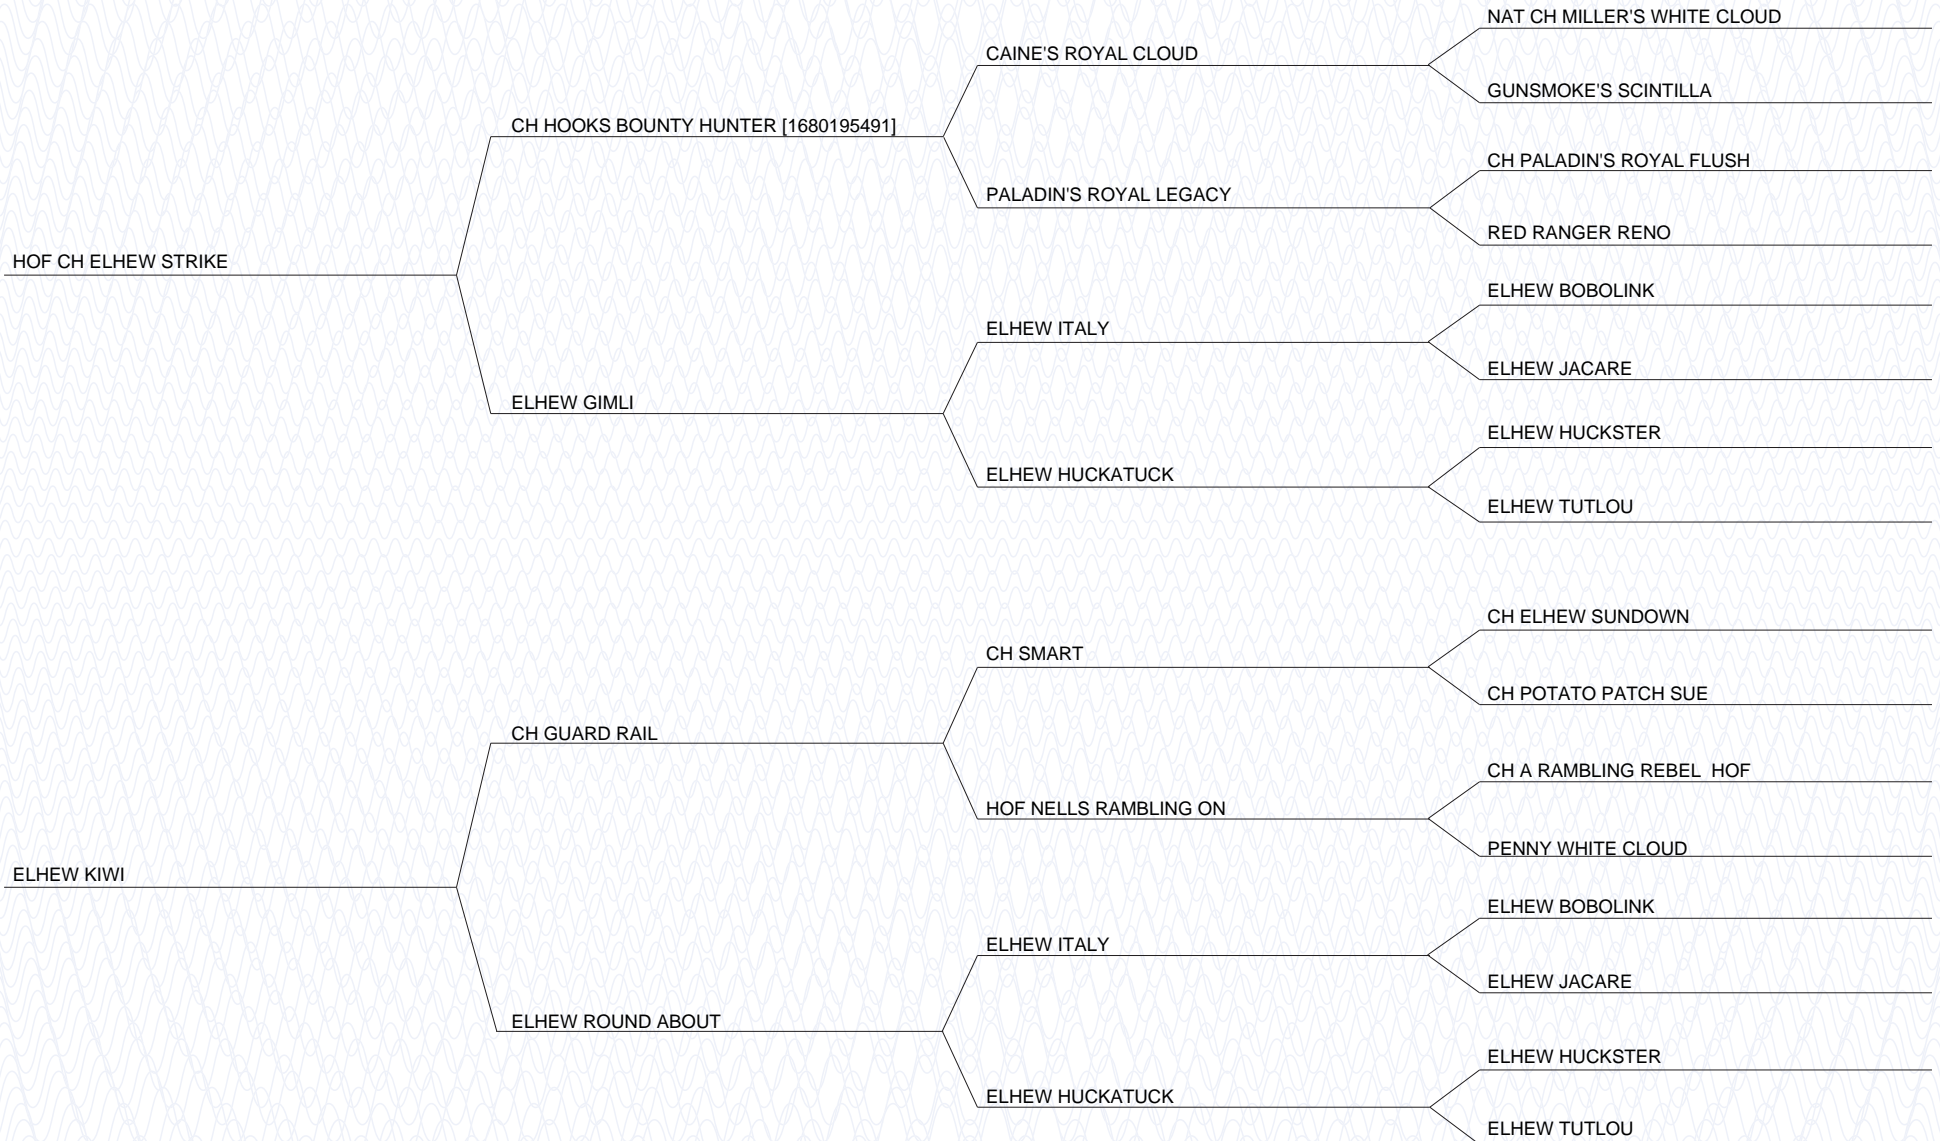 NAT CH MILLER'S WHITE CLOUD
CAINE'S ROYAL CLOUD
GUNSMOKE'S SCINTILLA
CH HOOKS BOUNTY HUNTER [1680195491]
CH PALADIN'S ROYAL FLUSH
PALADIN'S ROYAL LEGACY
RED RANGER RENO
HOF CH ELHEW STRIKE
ELHEW BOBOLINK
ELHEW ITALY
ELHEW JACARE
ELHEW GIMLI
ELHEW HUCKSTER
ELHEW HUCKATUCK
ELHEW TUTLOU
CH ELHEW SUNDOWN
CH SMART
CH POTATO PATCH SUE
CH GUARD RAIL
CH A RAMBLING REBEL  HOF
HOF NELLS RAMBLING ON
PENNY WHITE CLOUD
ELHEW KIWI
ELHEW BOBOLINK
ELHEW ITALY
ELHEW JACARE
ELHEW ROUND ABOUT
ELHEW HUCKSTER
ELHEW HUCKATUCK
ELHEW TUTLOU